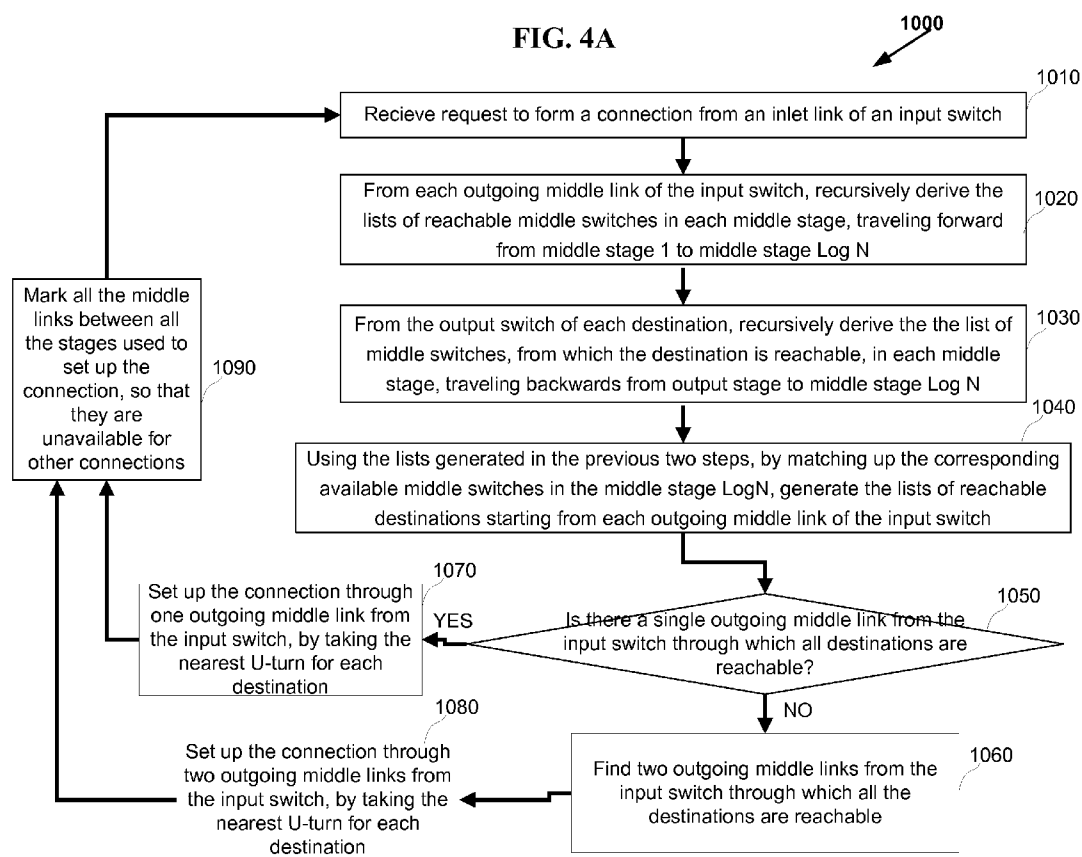 FIG. 4A
1000
1010
Recieve request to form a connection from an inlet link of an input switch
From each outgoing middle link of the input switch, recursively derive the
lists of reachable middle switches in each middle stage, traveling forward
from middle stage 1 to middle stage Log N
1020
From the output switch of each destination, recursively derive the the list of
middle switches, from which the destination is reachable, in each middle
stage, traveling backwards from output stage to middle stage Log N
1030
1040
Using the lists generated in the previous two steps, by matching up the corresponding
available middle switches in the middle stage LogN, generate the lists of reachable
destinations starting from each outgoing middle link of the input switch
1050
Is there a single outgoing middle link from the
input switch through which all destinations are
reachable?
YES
NO
1070
Set up the connection through
one outgoing middle link from
the input switch, by taking the
nearest U-turn for each
destination
Find two outgoing middle links from the
input switch through which all the
destinations are reachable
1060
1080
Set up the connection through
two outgoing middle links from
the input switch, by taking the
nearest U-turn for each
destination
Mark all the middle
links between all
the stages used to
set up the
connection, so that
they are
unavailable for
other connections
1090